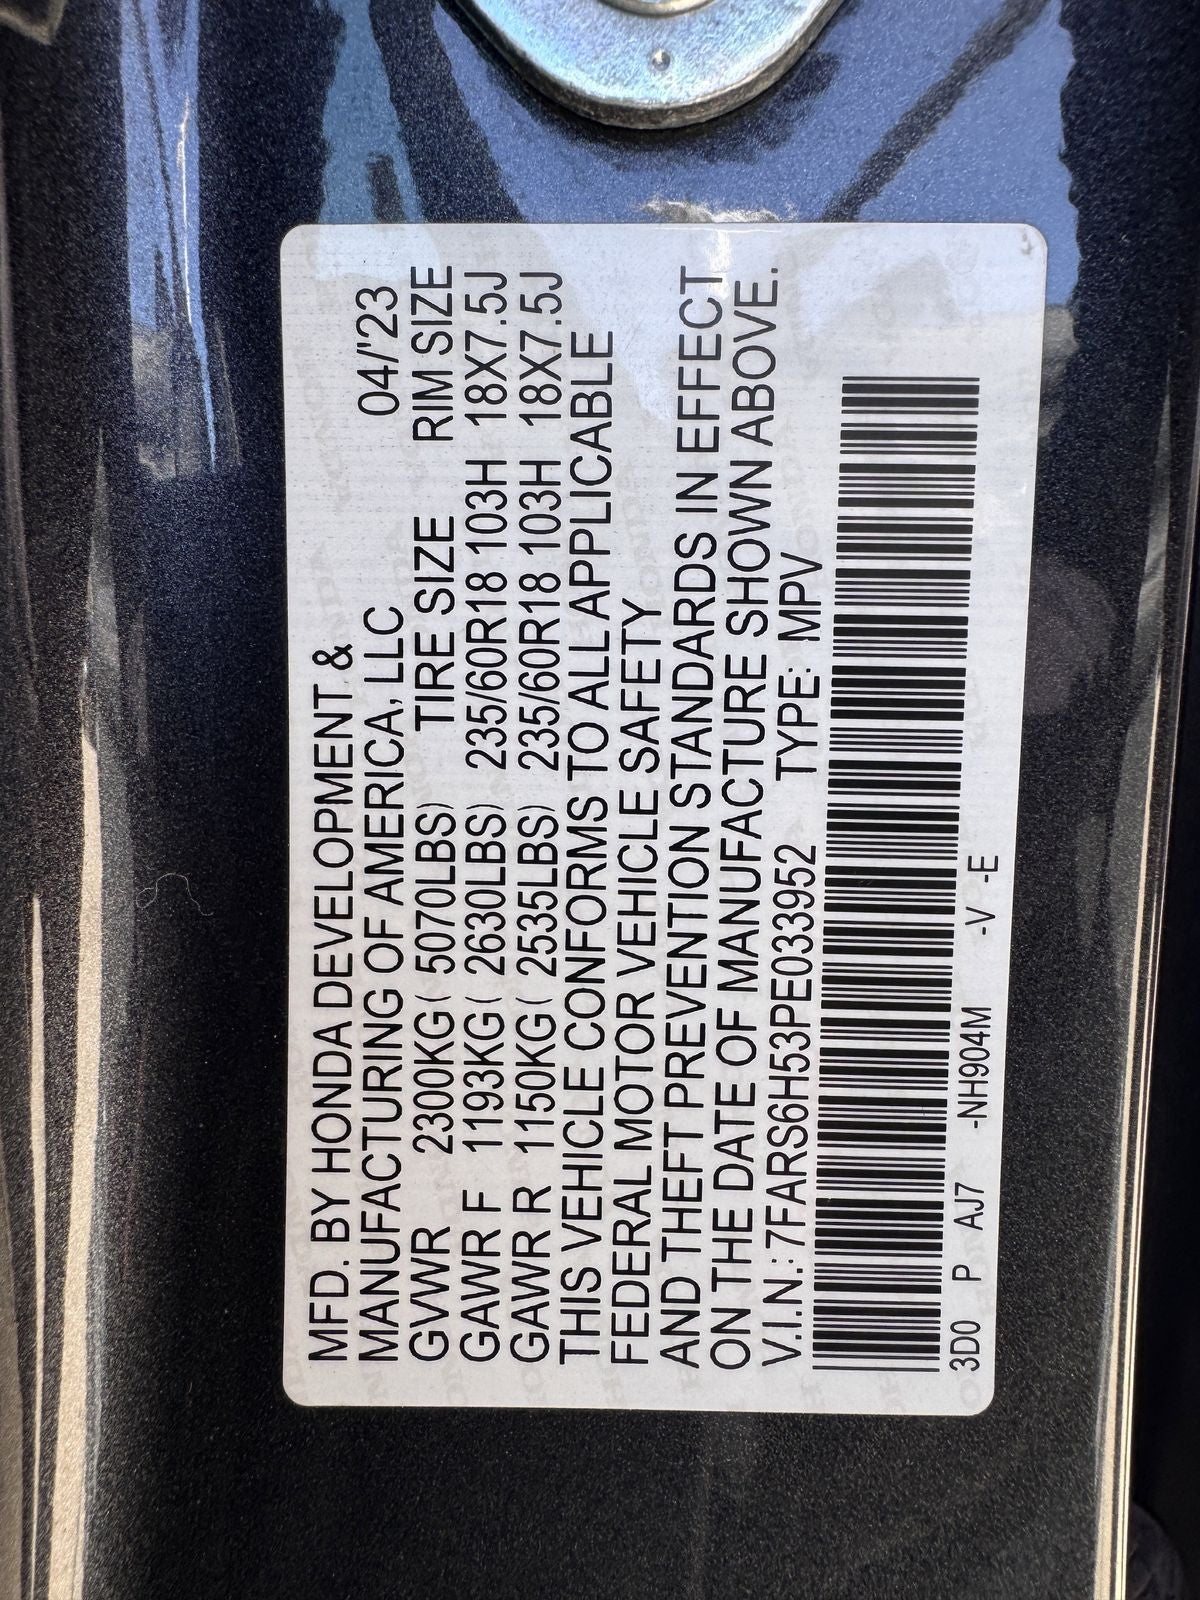 MFD. BY HONDA DEVELOPMENT &
MANUFACTURING OF AMERICA, LLC 04/'23
GVWR 2300KG( 5070LBS) TIRE SIZE RIM SIZE
GAWR F 1193KG( 2630LBS) 235/60R18 103H 18X7.5J
GAWR R 1150KG( 2535LBS) 235/60R18 103H 18X7.5J
THIS VEHICLE CONFORMS TO ALL APPLICABLE
FEDERAL MOTOR VEHICLE SAFETY
AND THEFT PREVENTION STANDARDS IN EFFECT
ON THE DATE OF MANUFACTURE SHOWN ABOVE.
V.I.N.: 7FARS6H53PE033952 TYPE: MPV
3D0 P AJ7 -NH904M -V -E